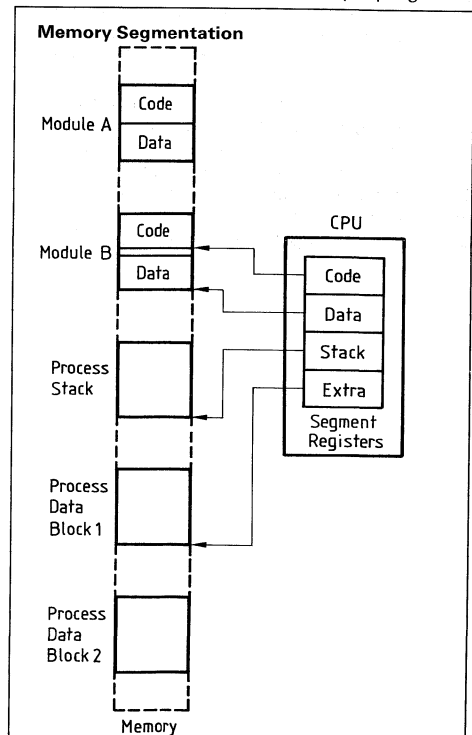 Memory Segmentation
Code
Module A
Data
Code
Module B
Data
CPU
Code
Data
Stack
Extra
Segment
Registers
Process
Stack
Process
Data
Block 1
Process
Data
Block 2
Memory